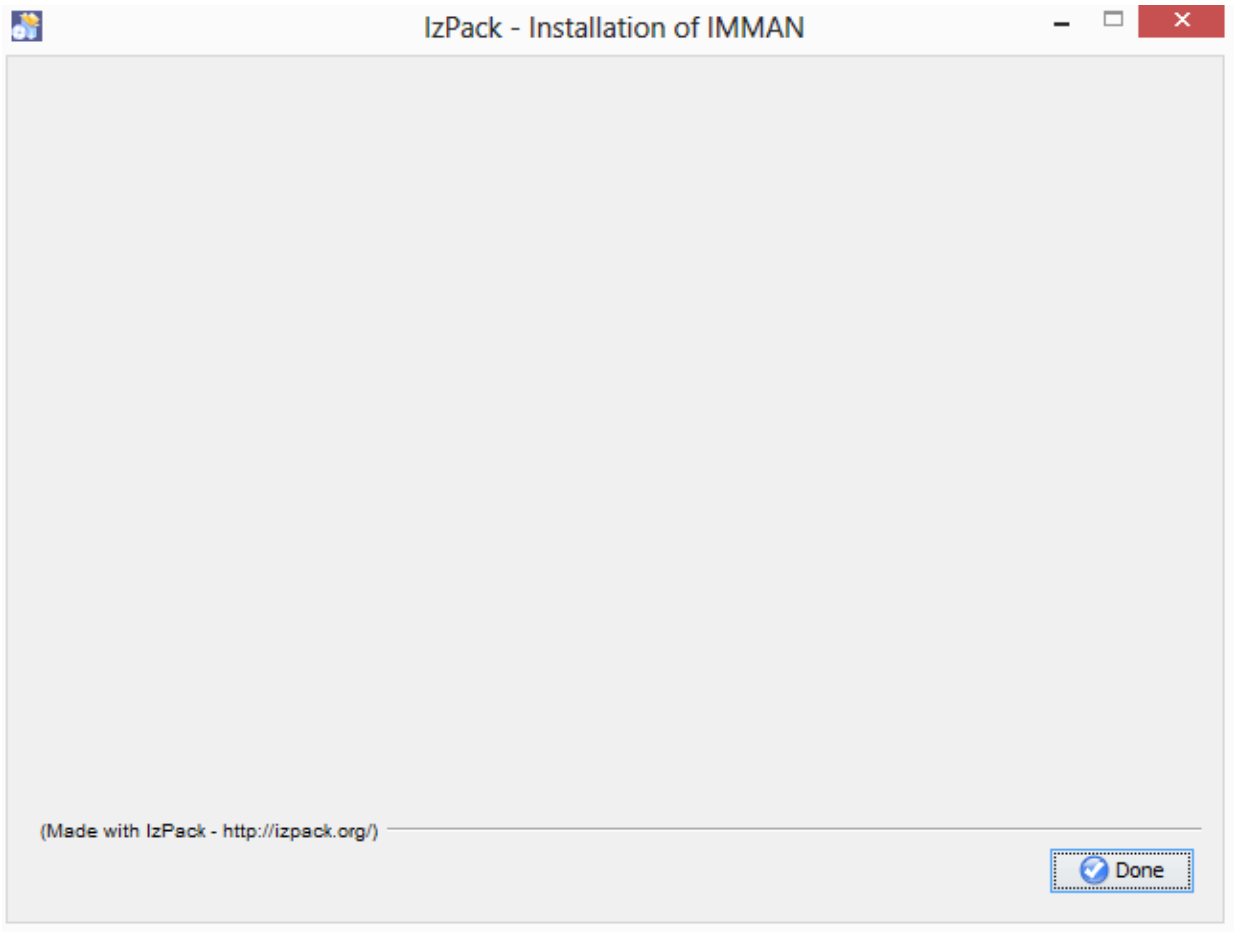 IzPack - Installation of IMMAN
(Made with IzPack - http://izpack.org/)
Done